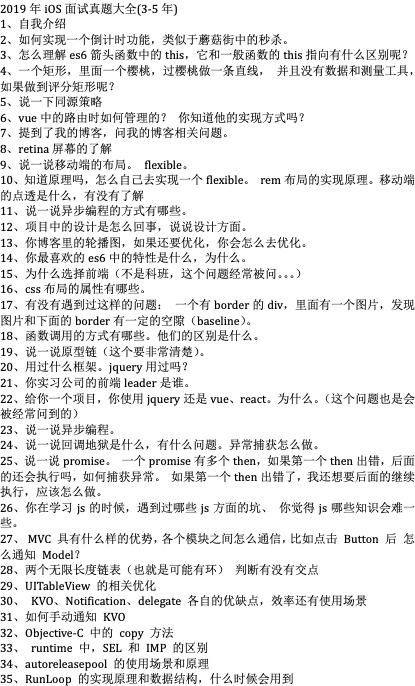 2019 年 iOS 面试真题大全(3-5 年)
1、自我介绍
2、如何实现一个倒计时功能，类似于蘑菇街中的秒杀。
3、怎么理解 es6 箭头函数中的 this，它和一般函数的 this 指向有什么区别呢？
4、一个矩形，里面一个樱桃，过樱桃做一条直线， 并且没有数据和测量工具，
如果做到评分矩形呢？
5、说一下同源策略
6、vue 中的路由时如何管理的？ 你知道他的实现方式吗？
7、提到了我的博客，问我的博客相关问题。
8、retina 屏幕的了解
9、说一说移动端的布局。 flexible。
10、知道原理吗，怎么自己去实现一个 flexible。 rem 布局的实现原理。移动端
的点透是什么，有没有了解
11、说一说异步编程的方式有哪些。
12、项目中的设计是怎么回事，说说设计方面。
13、你博客里的轮播图，如果还要优化，你会怎么去优化。
14、你最喜欢的 es6 中的特性是什么，为什么。
15、为什么选择前端（不是科班，这个问题经常被问。。。）
16、css 布局的属性有哪些。
17、有没有遇到过这样的问题； 一个有 border 的 div，里面有一个图片，发现
图片和下面的 border 有一定的空隙（baseline）。
18、函数调用的方式有哪些。他们的区别是什么。
19、说一说原型链（这个要非常清楚）。
20、用过什么框架。jquery 用过吗？
21、你实习公司的前端 leader 是谁。
22、给你一个项目，你使用 jquery 还是 vue、react。为什么。（这个问题也是会
被经常问到的）
23、说一说异步编程。
24、说一说回调地狱是什么，有什么问题。异常捕获怎么做。
25、说一说 promise。 一个 promise 有多个 then，如果第一个 then 出错，后面
的还会执行吗，如何捕获异常。 如果第一个 then 出错了，我还想要后面的继续
执行，应该怎么做。
26、你在学习 js 的时候，遇到过哪些 js 方面的坑、 你觉得 js 哪些知识会难一
些。
27、 MVC 具有什么样的优势，各个模块之间怎么通信，比如点击 Button 后 怎
么通知 Model？
28、两个无限长度链表（也就是可能有环） 判断有没有交点
29、UITableView 的相关优化
30、 KVO、Notification、delegate 各自的优缺点，效率还有使用场景
31、如何手动通知 KVO
32、Objective-C 中的 copy 方法
33、 runtime 中，SEL 和 IMP 的区别
34、autoreleasepool 的使用场景和原理
35、RunLoop 的实现原理和数据结构，什么时候会用到